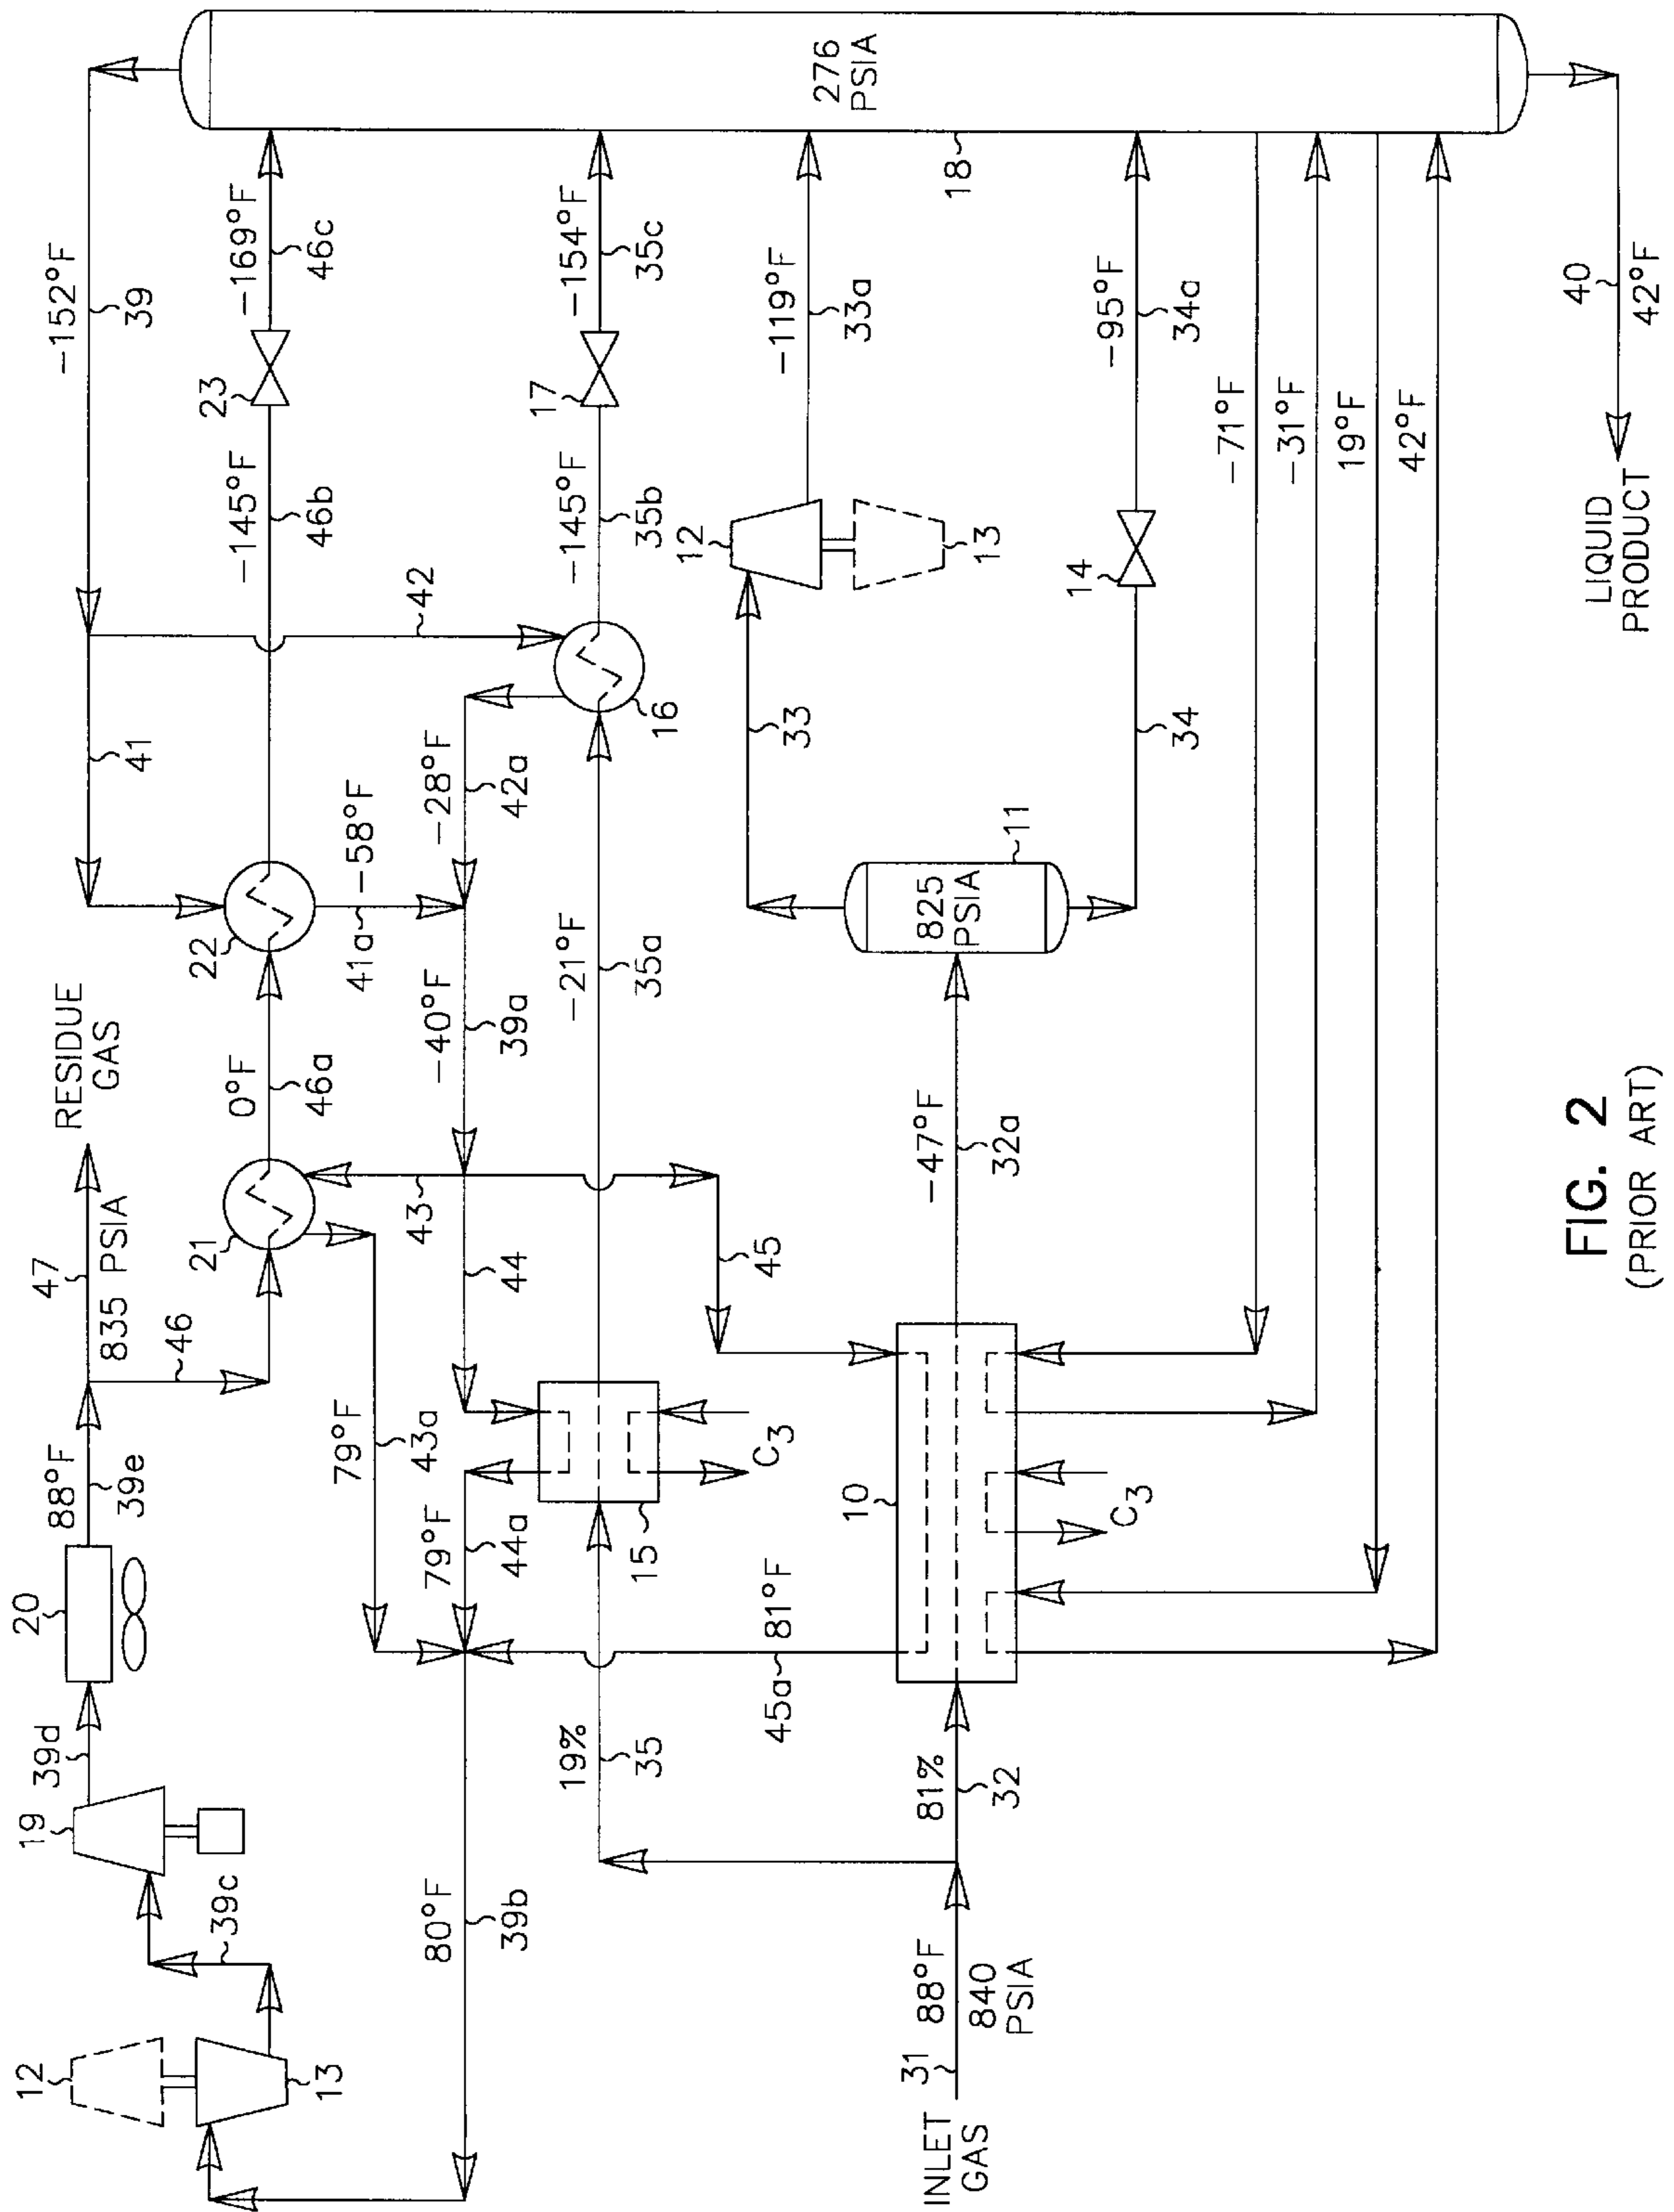 RESIDUE
GAS
47
835 PSIA
88°F
39e
20
39d
19
39c
12
13
46
21
0°F
46a
22
-145°F
46b
23
-169°F
46c
-152°F
39
41
42
41a
-58°F
-28°F
42a
-40°F
39a
43
44
79°F
43a
79°F
44a
80°F
39b
15
C3
19%
35
-21°F
35a
16
-145°F
35b
17
-154°F
35c
45
45a
81°F
10
C3
81%
32
-47°F
32a
825
PSIA
11
33
34
12
13
14
-119°F
33a
-95°F
34a
276
PSIA
18
-71°F
-31°F
19°F
42°F
31
88°F
840
PSIA
INLET
GAS
40
42°F
LIQUID
PRODUCT
FIG. 2
(PRIOR ART)